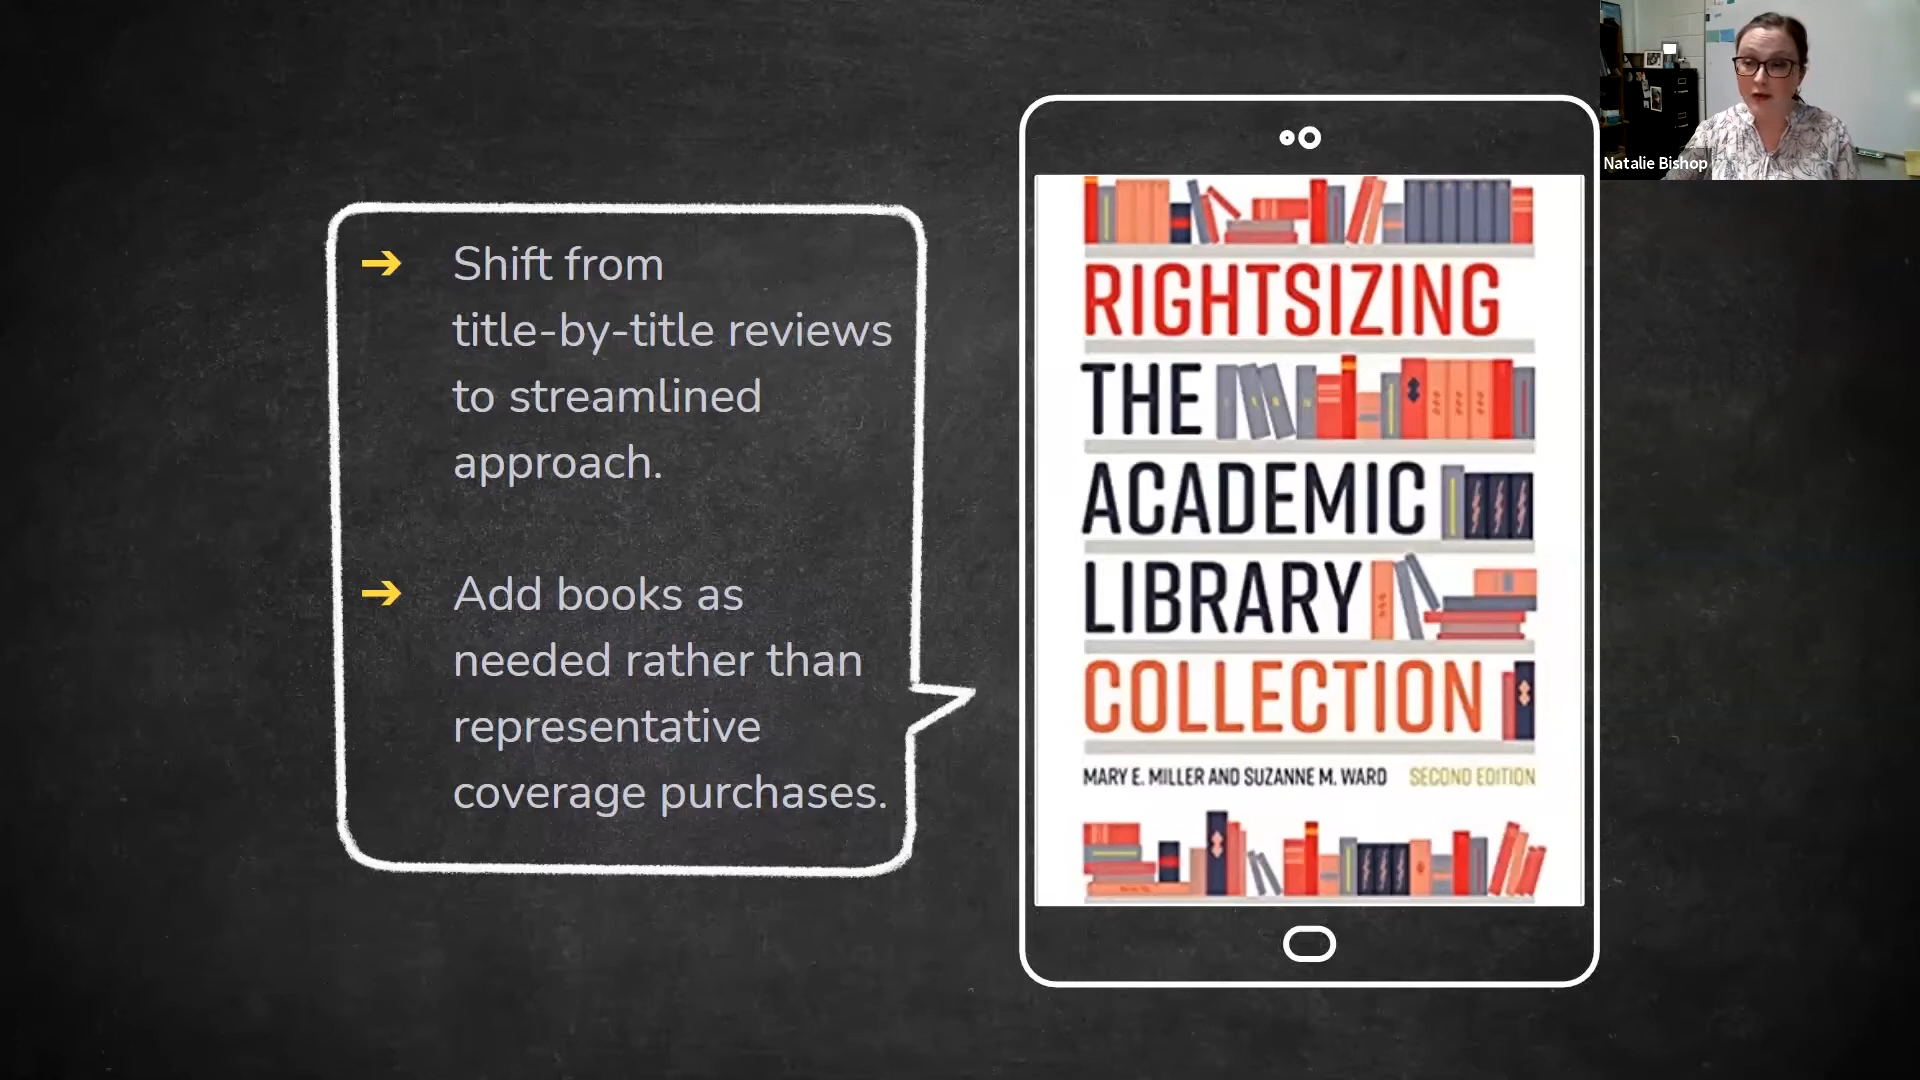 Shift from
title-by-title reviews
to streamlined
approach.
Add books as
needed rather than
representative
coverage purchases.
RIGHTSIZING
THE
ACADEMIC
LIBRARY
COLLECTION
MARY E. MILLER AND SUZANNE M. WARD SECOND EDITION
Natalie Bishop